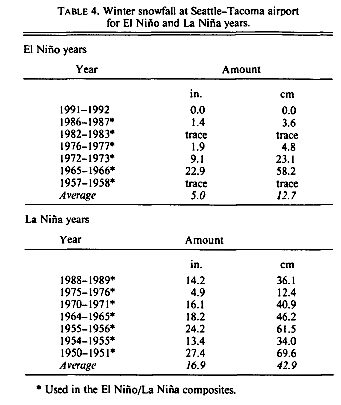 TABLE 4. Winter snowfall at Seattle-Tacoma airport
for El Niño and La Niña years.
El Niño years
Year Amount
in. cm
1991–1992 0.0 0.0
1986–1987* 1.4 3.6
1982–1983* trace trace
1976–1977* 1.9 4.8
1972–1973* 9.1 23.1
1965–1966* 22.9 58.2
1957–1958* trace trace
Average 5.0 12.7
La Niña years
Year Amount
in. cm
1988–1989* 14.2 36.1
1975–1976* 4.9 12.4
1970–1971* 16.1 40.9
1964–1965* 18.2 46.2
1955–1956* 24.2 61.5
1954–1955* 13.4 34.0
1950–1951* 27.4 69.6
Average 16.9 42.9
* Used in the El Niño/La Niña composites.